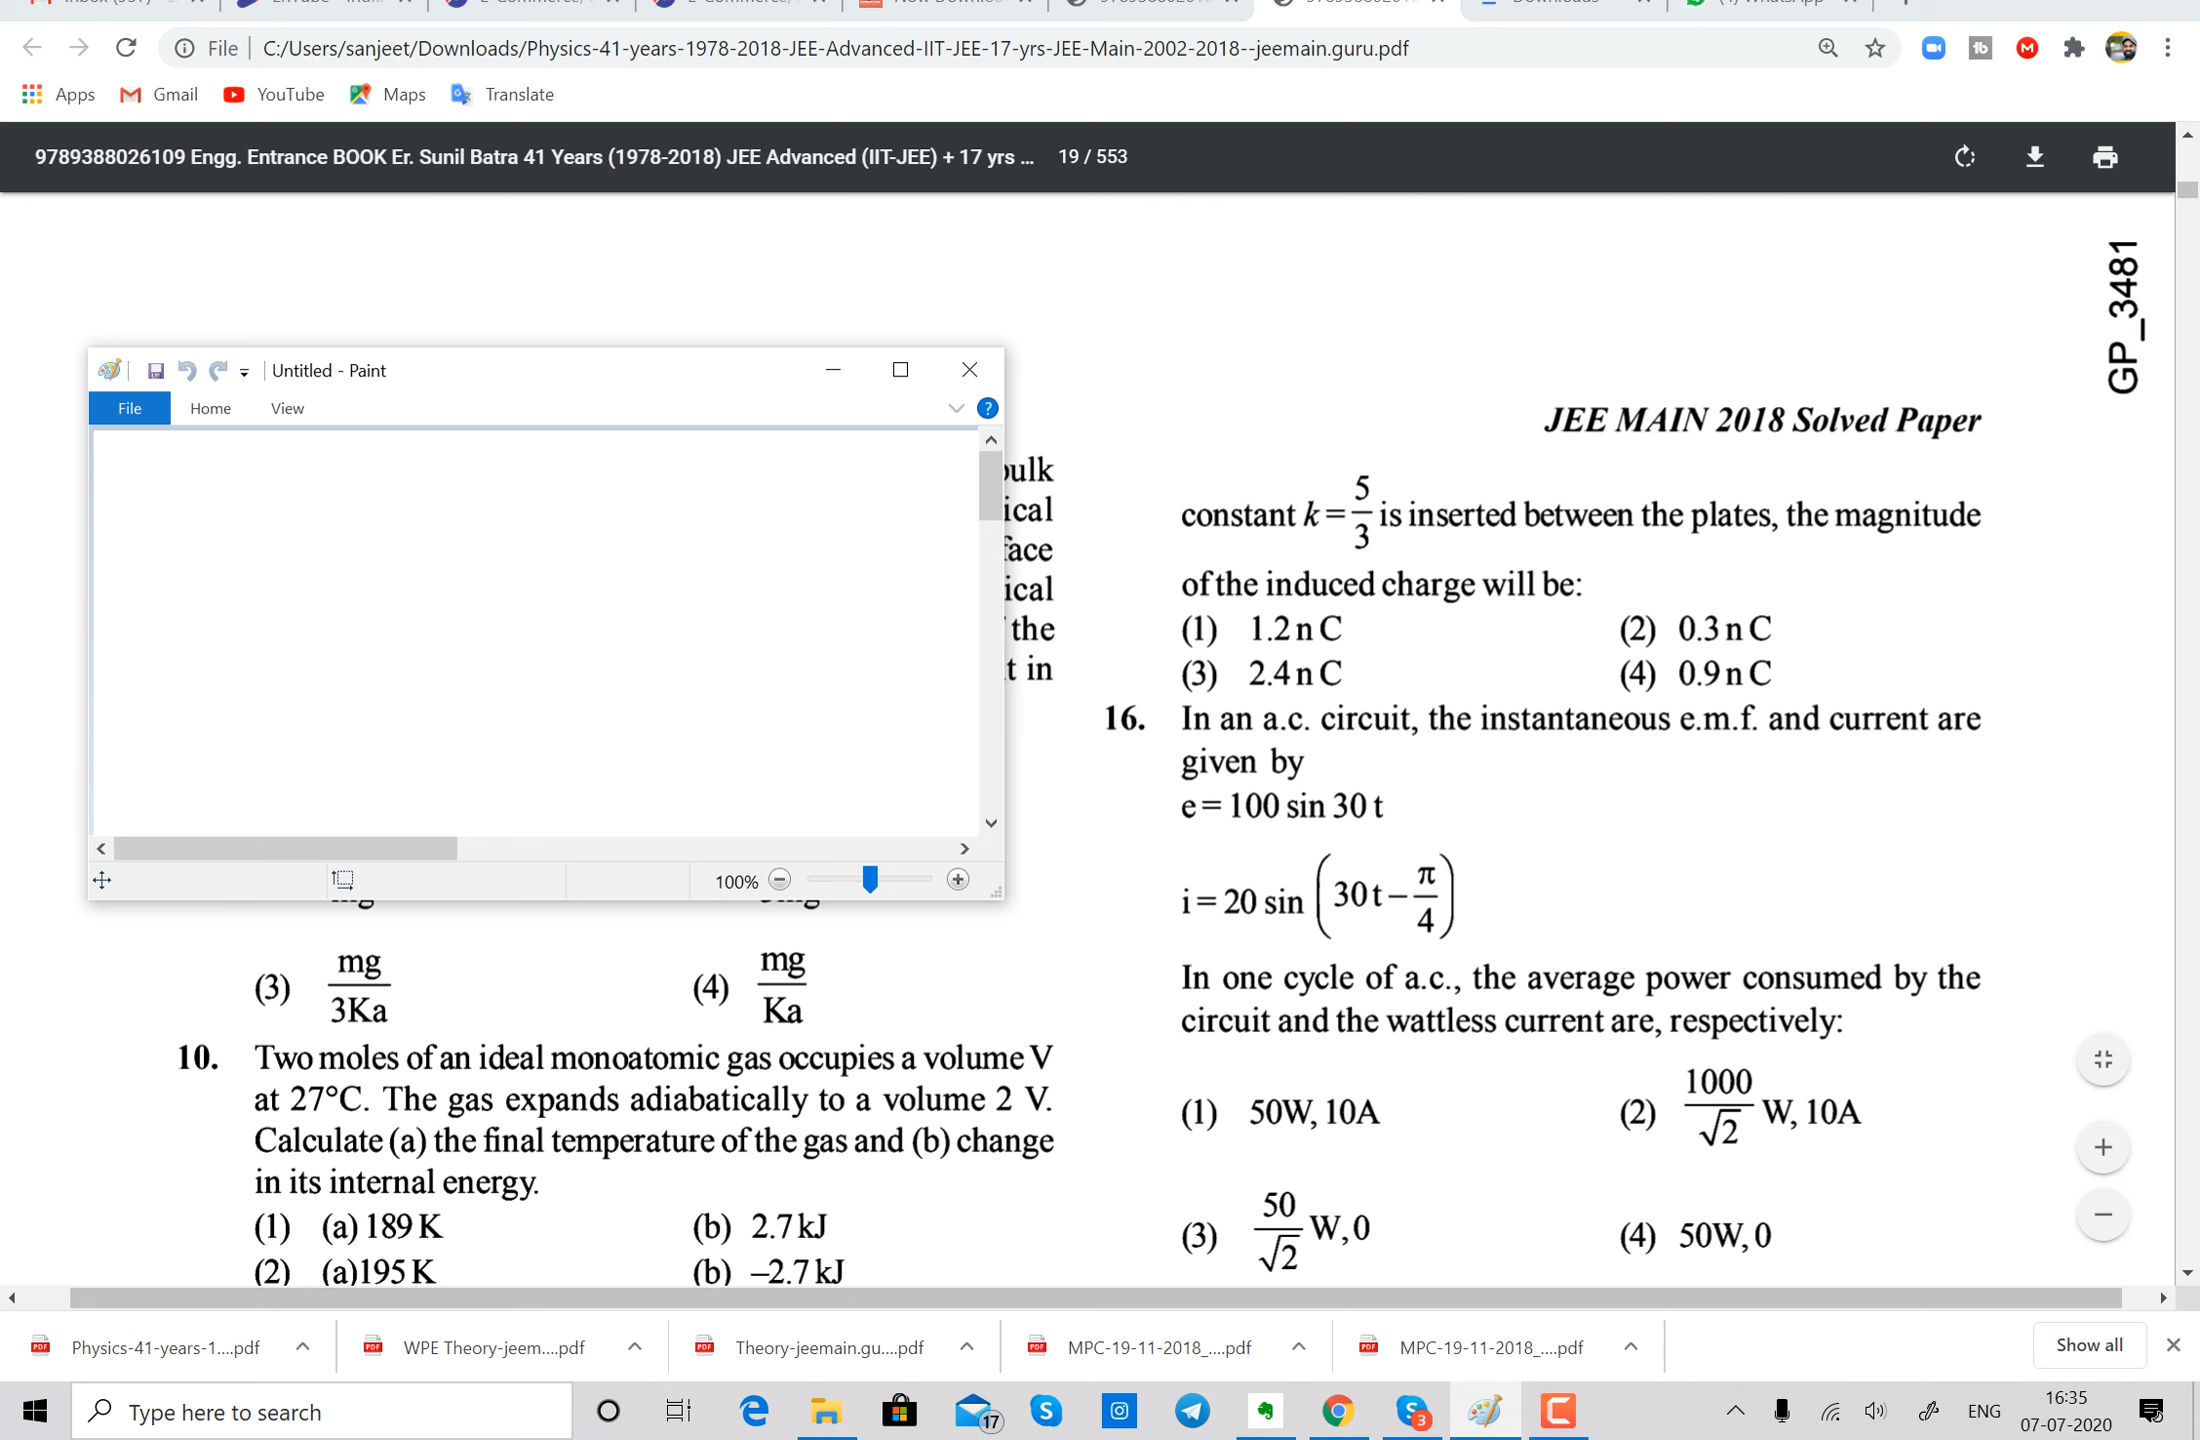 File
C:/Users/sanjeet/Downloads/Physics-41-years-1978-2018-JEE-Advanced-IIT-JEE-17-yrs-JEE-Main-2002-2018--jeemain.guru.pdf
Apps Gmail YouTube Maps Translate
9789388026109 Engg. Entrance BOOK Er. Sunil Batra 41 Years (1978-2018) JEE Advanced (IIT-JEE) + 17 yrs ... 19 / 553
GP_3481
Untitled - Paint
File Home View
100%
ical
ical
the
t in
(3) mg/3Ka (4) mg/Ka
10. Two moles of an ideal monoatomic gas occupies a volume V
at 27°C. The gas expands adiabatically to a volume 2 V.
Calculate (a) the final temperature of the gas and (b) change
in its internal energy.
(1) (a) 189 K (b) 2.7 kJ
(2) (a)195 K (b) –2.7 kJ
JEE MAIN 2018 Solved Paper
constant k = 5/3 is inserted between the plates, the magnitude
of the induced charge will be:
(1) 1.2 n C (2) 0.3 n C
(3) 2.4 n C (4) 0.9 n C
16. In an a.c. circuit, the instantaneous e.m.f. and current are
given by
e = 100 sin 30 t
i = 20 sin (30 t – π/4)
In one cycle of a.c., the average power consumed by the
circuit and the wattless current are, respectively:
(1) 50W, 10A (2) 1000/√2 W, 10A
(3) 50/√2 W, 0 (4) 50W, 0
Physics-41-years-1....pdf WPE Theory-jeem....pdf Theory-jeemain.gu....pdf MPC-19-11-2018_....pdf MPC-19-11-2018_....pdf Show all
Type here to search 17 3 ENG 16:35
07-07-2020